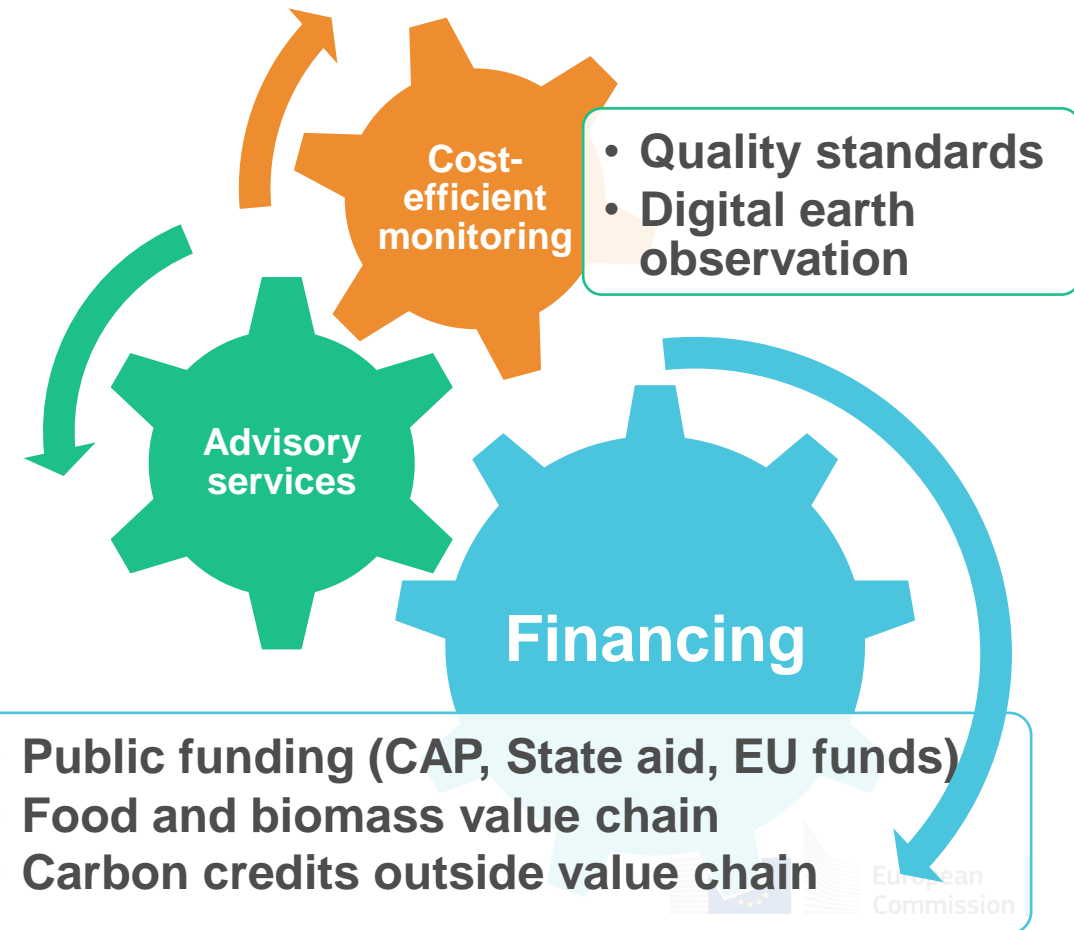 Cost-
efficient
monitoring
• Quality standards
• Digital earth
observation
Advisory
services
Financing
Public funding (CAP, State aid, EU funds)
Food and biomass value chain
Carbon credits outside value chain
European
Commission